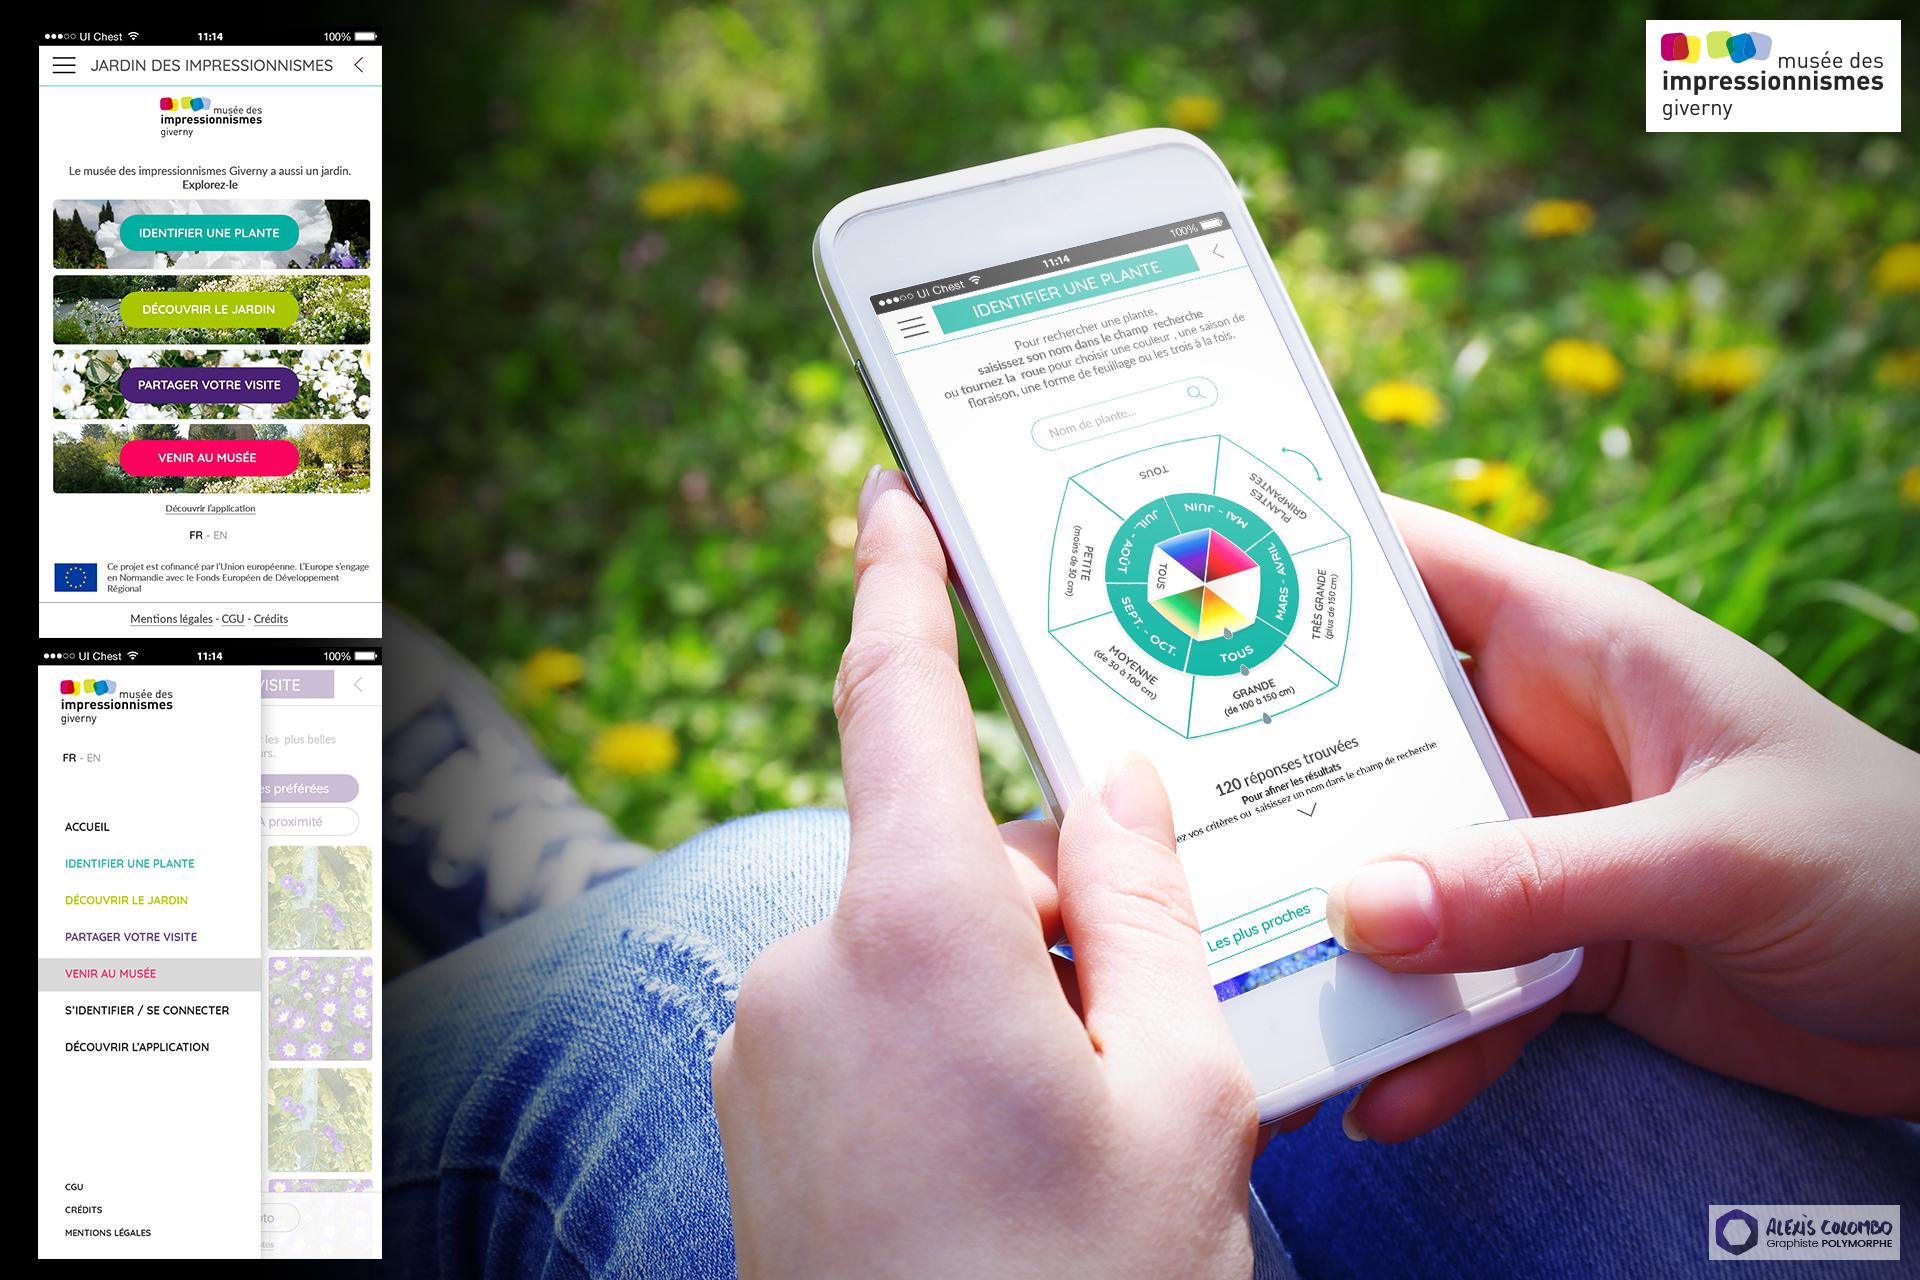 ●●●○○ UI Chest 11:14 100%
JARDIN DES IMPRESSIONNISMES
musée des
impressionnismes
giverny
Le musée des impressionnismes Giverny a aussi un jardin.
Explorez-le
IDENTIFIER UNE PLANTE
DÉCOUVRIR LE JARDIN
PARTAGER VOTRE VISITE
VENIR AU MUSÉE
Découvrir l'application
FR - EN
Ce projet est cofinancé par l'Union européenne. L'Europe s'engage
en Normandie avec le Fonds Européen de Développement
Régional
Mentions légales - CGU - Crédits
●●●○○ UI Chest 11:14 100%
musée des
impressionnismes
giverny
FR - EN
ACCUEIL
IDENTIFIER UNE PLANTE
DÉCOUVRIR LE JARDIN
PARTAGER VOTRE VISITE
VENIR AU MUSÉE
S'IDENTIFIER / SE CONNECTER
DÉCOUVRIR L'APPLICATION
CGU
CRÉDITS
MENTIONS LÉGALES
VISITE
les plus belles
urs.
es préférées
A proximité
oto
otos
●●●○○ UI Chest 11:14 100%
IDENTIFIER UNE PLANTE
Pour rechercher une plante,
saisissez son nom dans le champ recherche
ou tournez la roue pour choisir une couleur , une saison de
floraison, une forme de feuillage ou les trois à la fois.
Nom de plante...
TOUS
PLANTES
GRIMPANTES
TRÈS GRANDE
(plus de 150 cm)
GRANDE
(de 100 à 150 cm)
MOYENNE
(de 30 à 100 cm)
PETITE
(moins de 30 cm)
MAI - JUIN
MARS - AVRIL
TOUS
SEPT. - OCT.
JUIL. - AOÛT
TOUS
120 réponses trouvées
Pour afiner les résultats
ez vos critères ou saisissez un nom dans le champ de recherche
Les plus proches
musée des
impressionnismes
giverny
ALEXIS COLOMBO
Graphiste POLYMORPHE